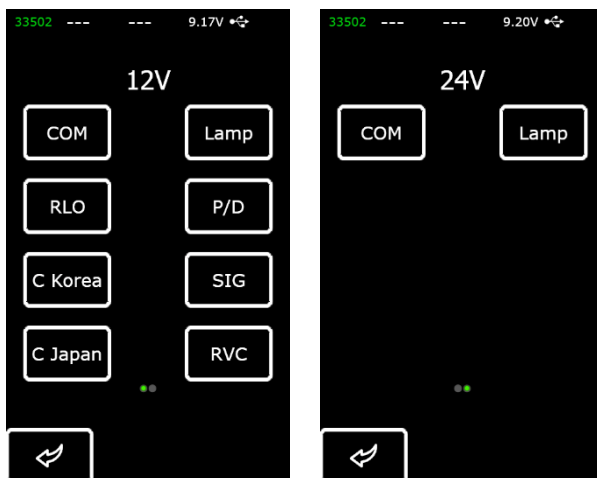 33502 --- --- 9.17V
12V
COM Lamp
RLO P/D
C Korea SIG
C Japan RVC
33502 --- --- 9.20V
24V
COM Lamp